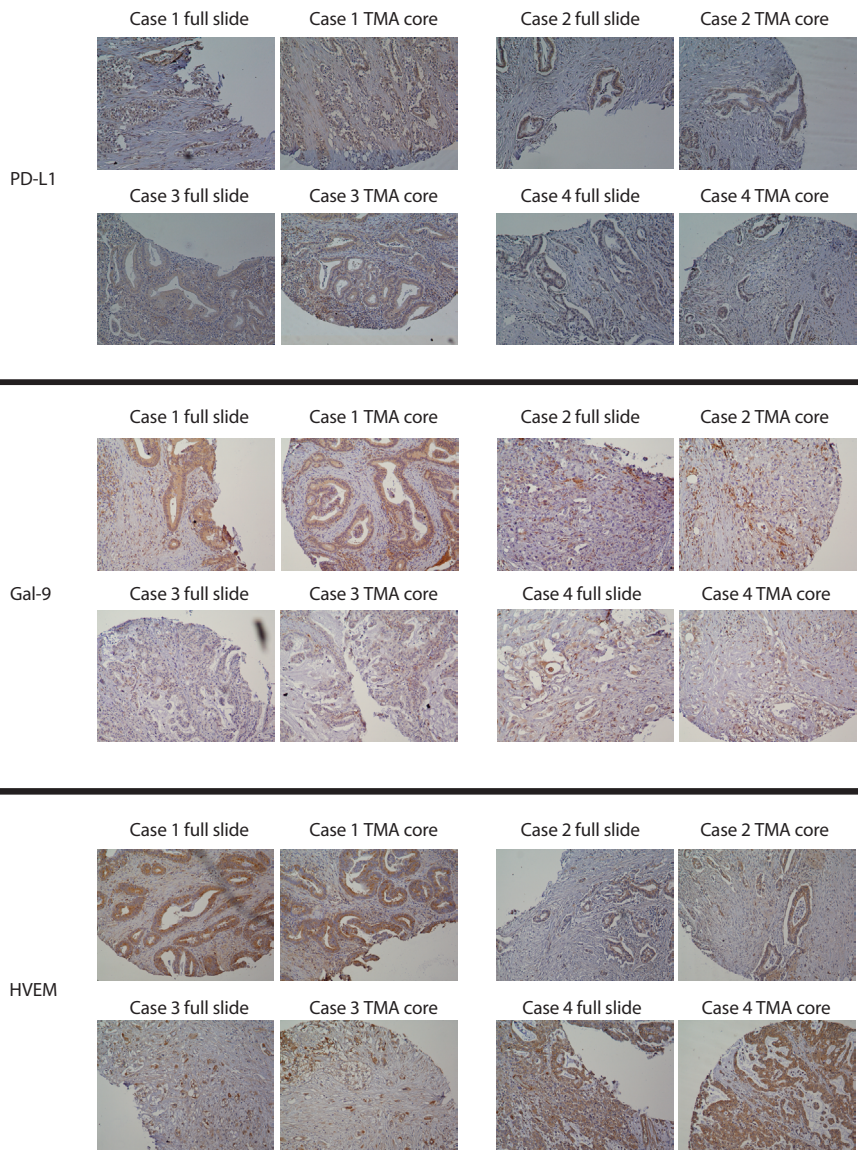 Case 1 full slide Case 1 TMA core Case 2 full slide Case 2 TMA core
PD-L1
Case 3 full slide Case 3 TMA core Case 4 full slide Case 4 TMA core
Case 1 full slide Case 1 TMA core Case 2 full slide Case 2 TMA core
Gal-9
Case 3 full slide Case 3 TMA core Case 4 full slide Case 4 TMA core
Case 1 full slide Case 1 TMA core Case 2 full slide Case 2 TMA core
HVEM
Case 3 full slide Case 3 TMA core Case 4 full slide Case 4 TMA core